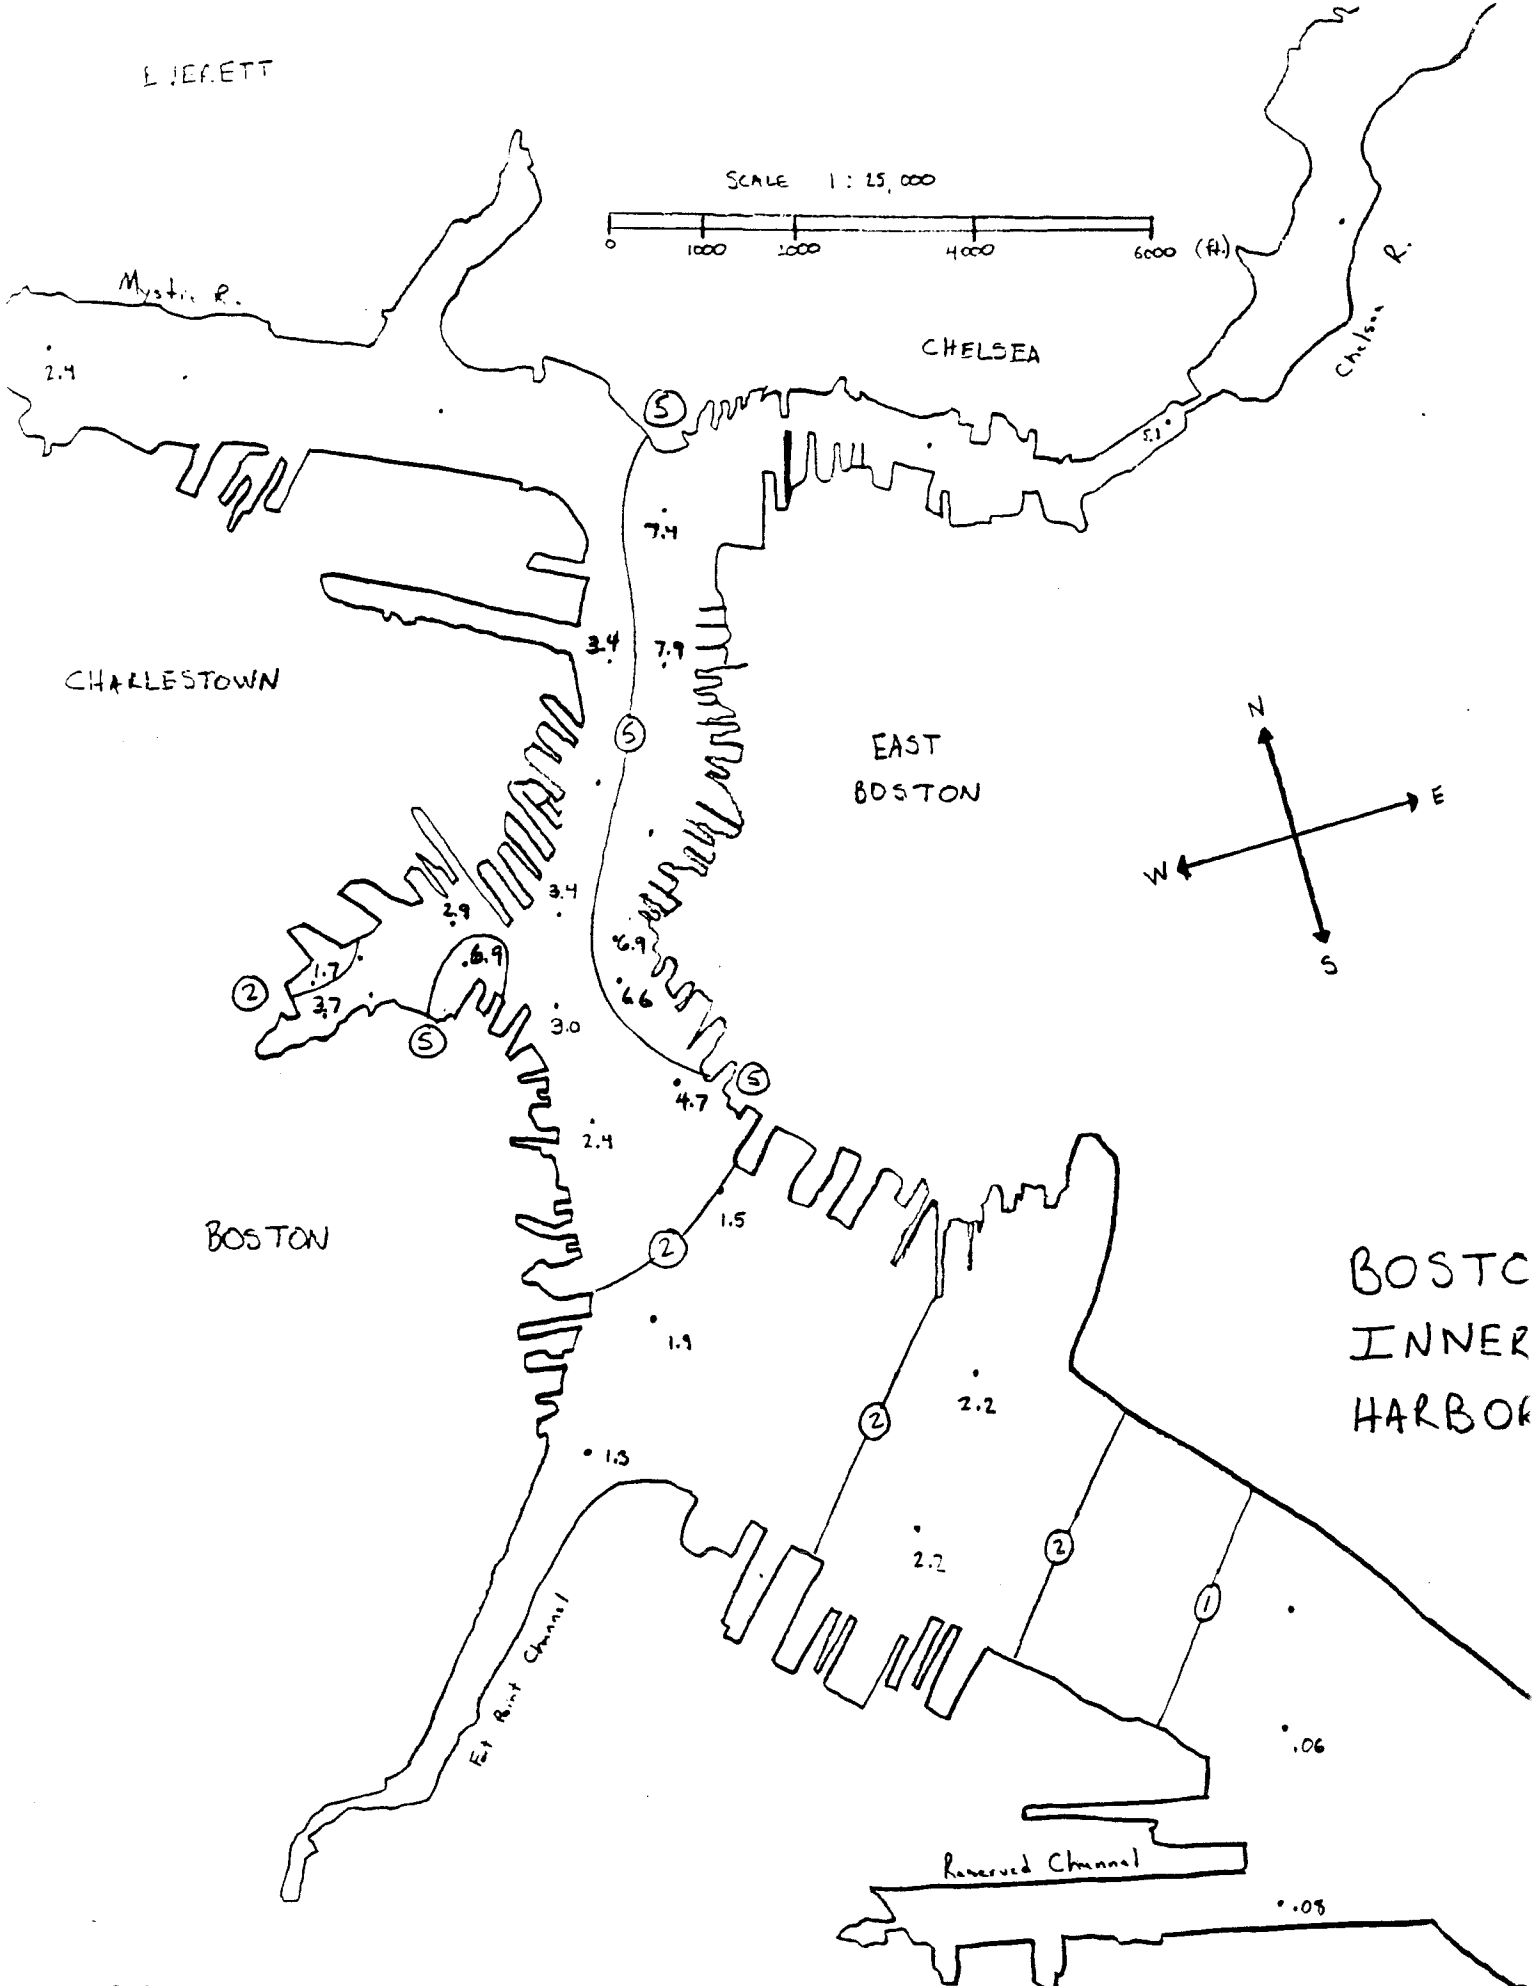 SCALE 1 : 25,000
0 1000 2000 4000 6000 (ft.)
Mystic R.
2.4
CHELSEA
Chelsea R.
5
5.1
7.4
3.4
7.9
CHARLESTOWN
5
EAST
BOSTON
N
E
W
S
3.4
2.9
6.9
6.9
1.7
2
3.7
6.6
5
3.0
5
4.7
2.4
1.5
BOSTON
2
BOSTO
INNER
HARBOR
1.9
2.2
2
1.3
2
2.2
1
Fort Point Channel
.06
Reserved Channel
.08